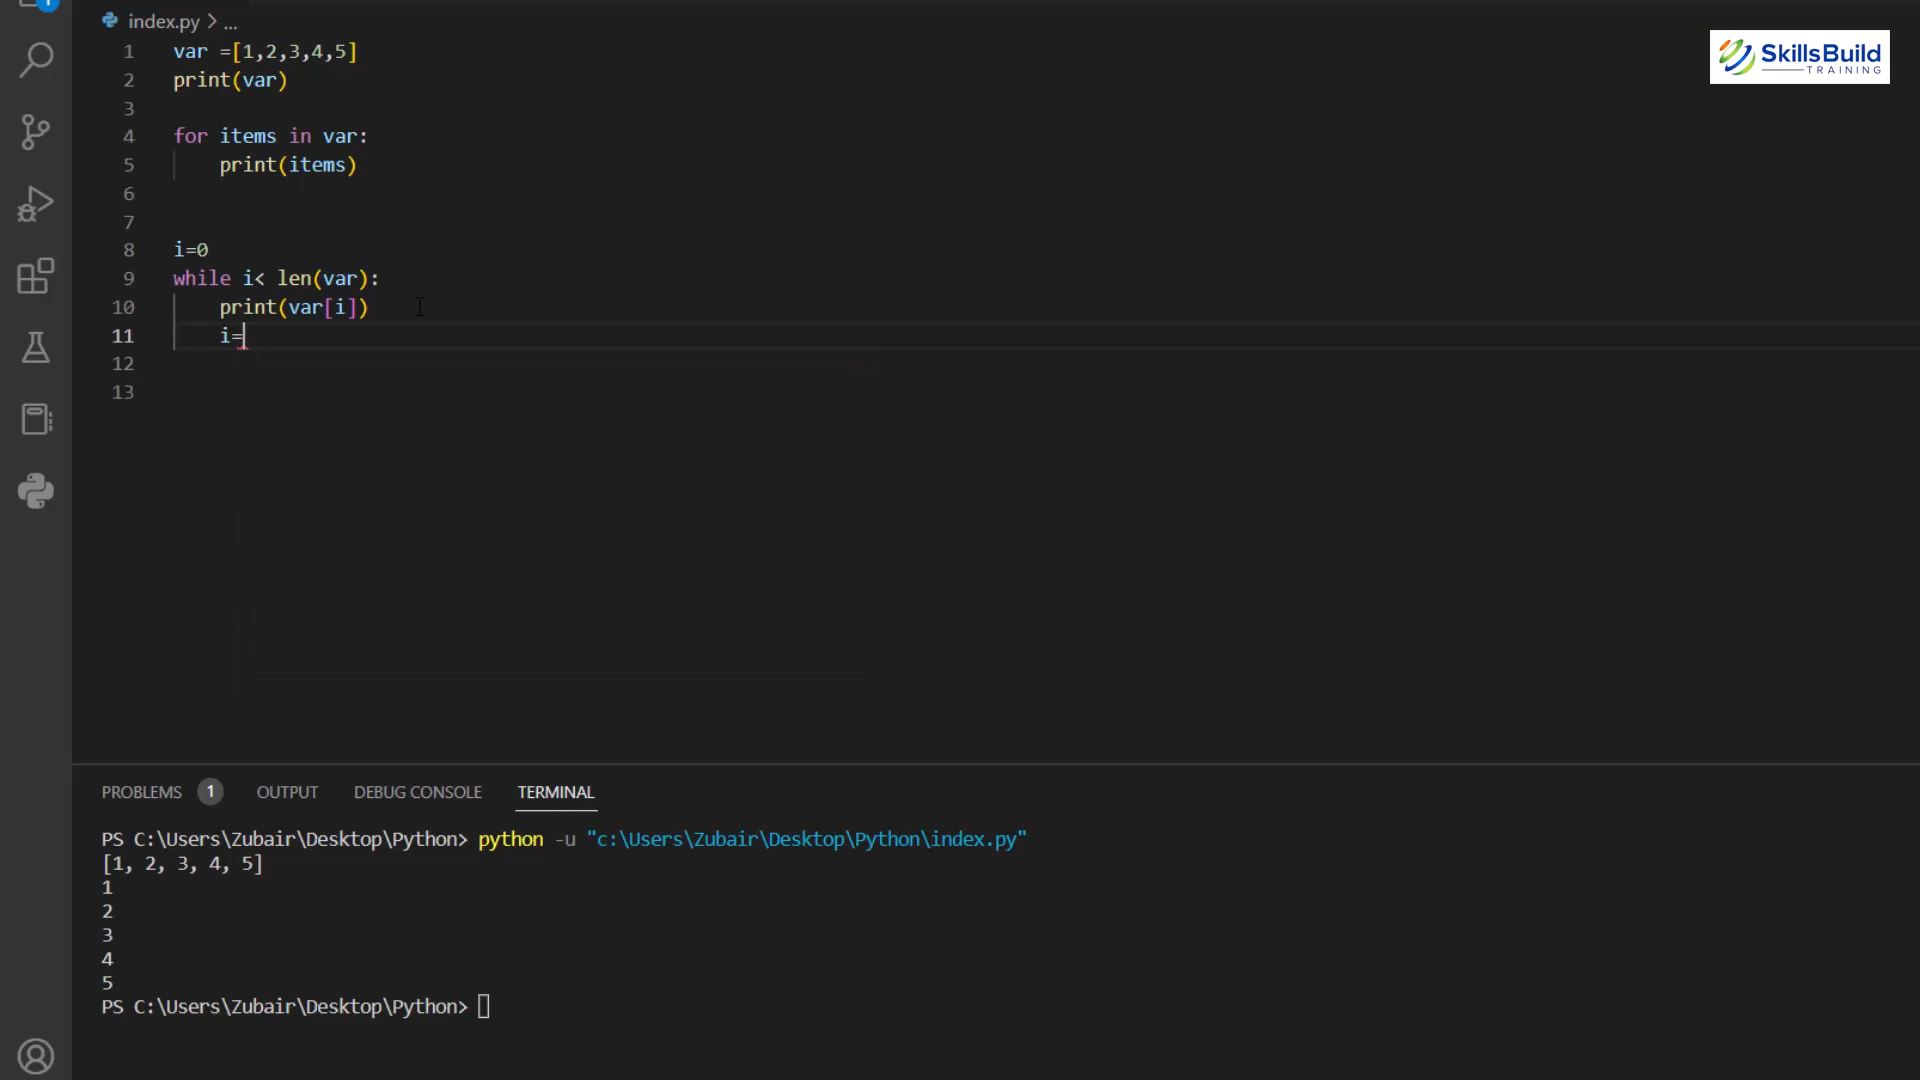 1
index.py > ...
SkillsBuild
TRAINING
1 var =[1,2,3,4,5]
2 print(var)
3
4 for items in var:
5 print(items)
6
7
8 i=0
9 while i< len(var):
10 print(var[i])
11 i=
12
13
PROBLEMS 1 OUTPUT DEBUG CONSOLE TERMINAL
PS C:\Users\Zubair\Desktop\Python> python -u "c:\Users\Zubair\Desktop\Python\index.py"
[1, 2, 3, 4, 5]
1
2
3
4
5
PS C:\Users\Zubair\Desktop\Python>